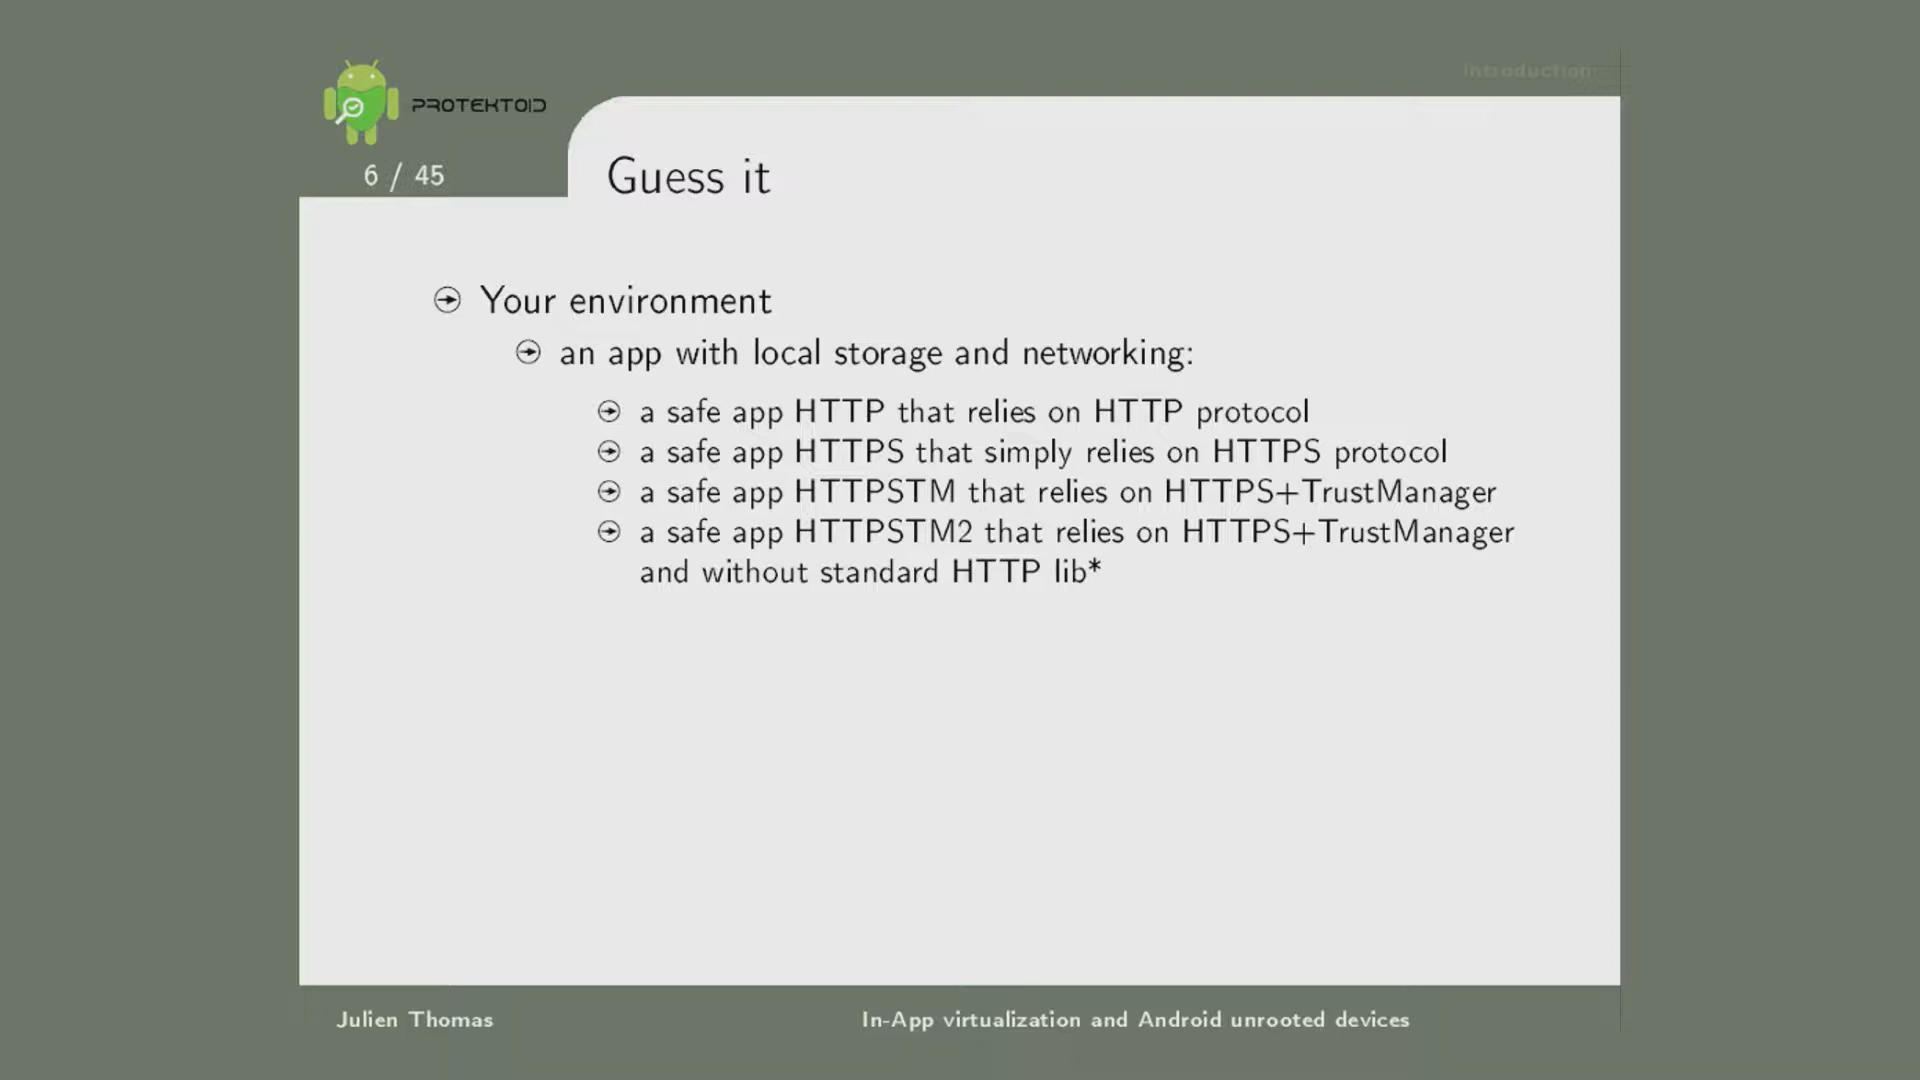 Introduction
PROTEKTOID
6 / 45
Guess it
Your environment
an app with local storage and networking:
a safe app HTTP that relies on HTTP protocol
a safe app HTTPS that simply relies on HTTPS protocol
a safe app HTTPSTM that relies on HTTPS+TrustManager
a safe app HTTPSTM2 that relies on HTTPS+TrustManager
and without standard HTTP lib*
Julien Thomas
In-App virtualization and Android unrooted devices